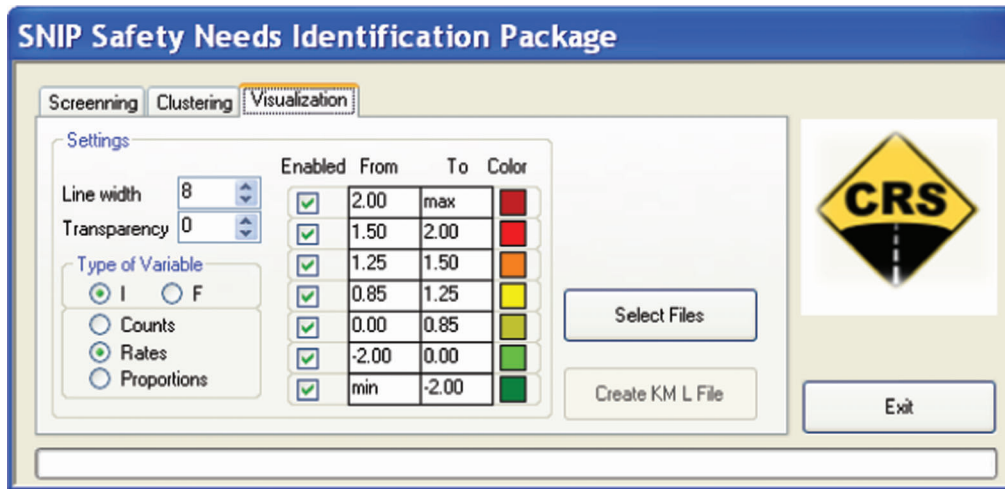 SNIP Safety Needs Identification Package
Screenning Clustering Visualization
Settings
Enabled From To Color
Line width 8
Transparency 0
Type of Variable
I F
Counts
Rates
Proportions
2.00 max
1.50 2.00
1.25 1.50
0.85 1.25
0.00 0.85
-2.00 0.00
min -2.00
Select Files
Create KM L File
CRS
Exit